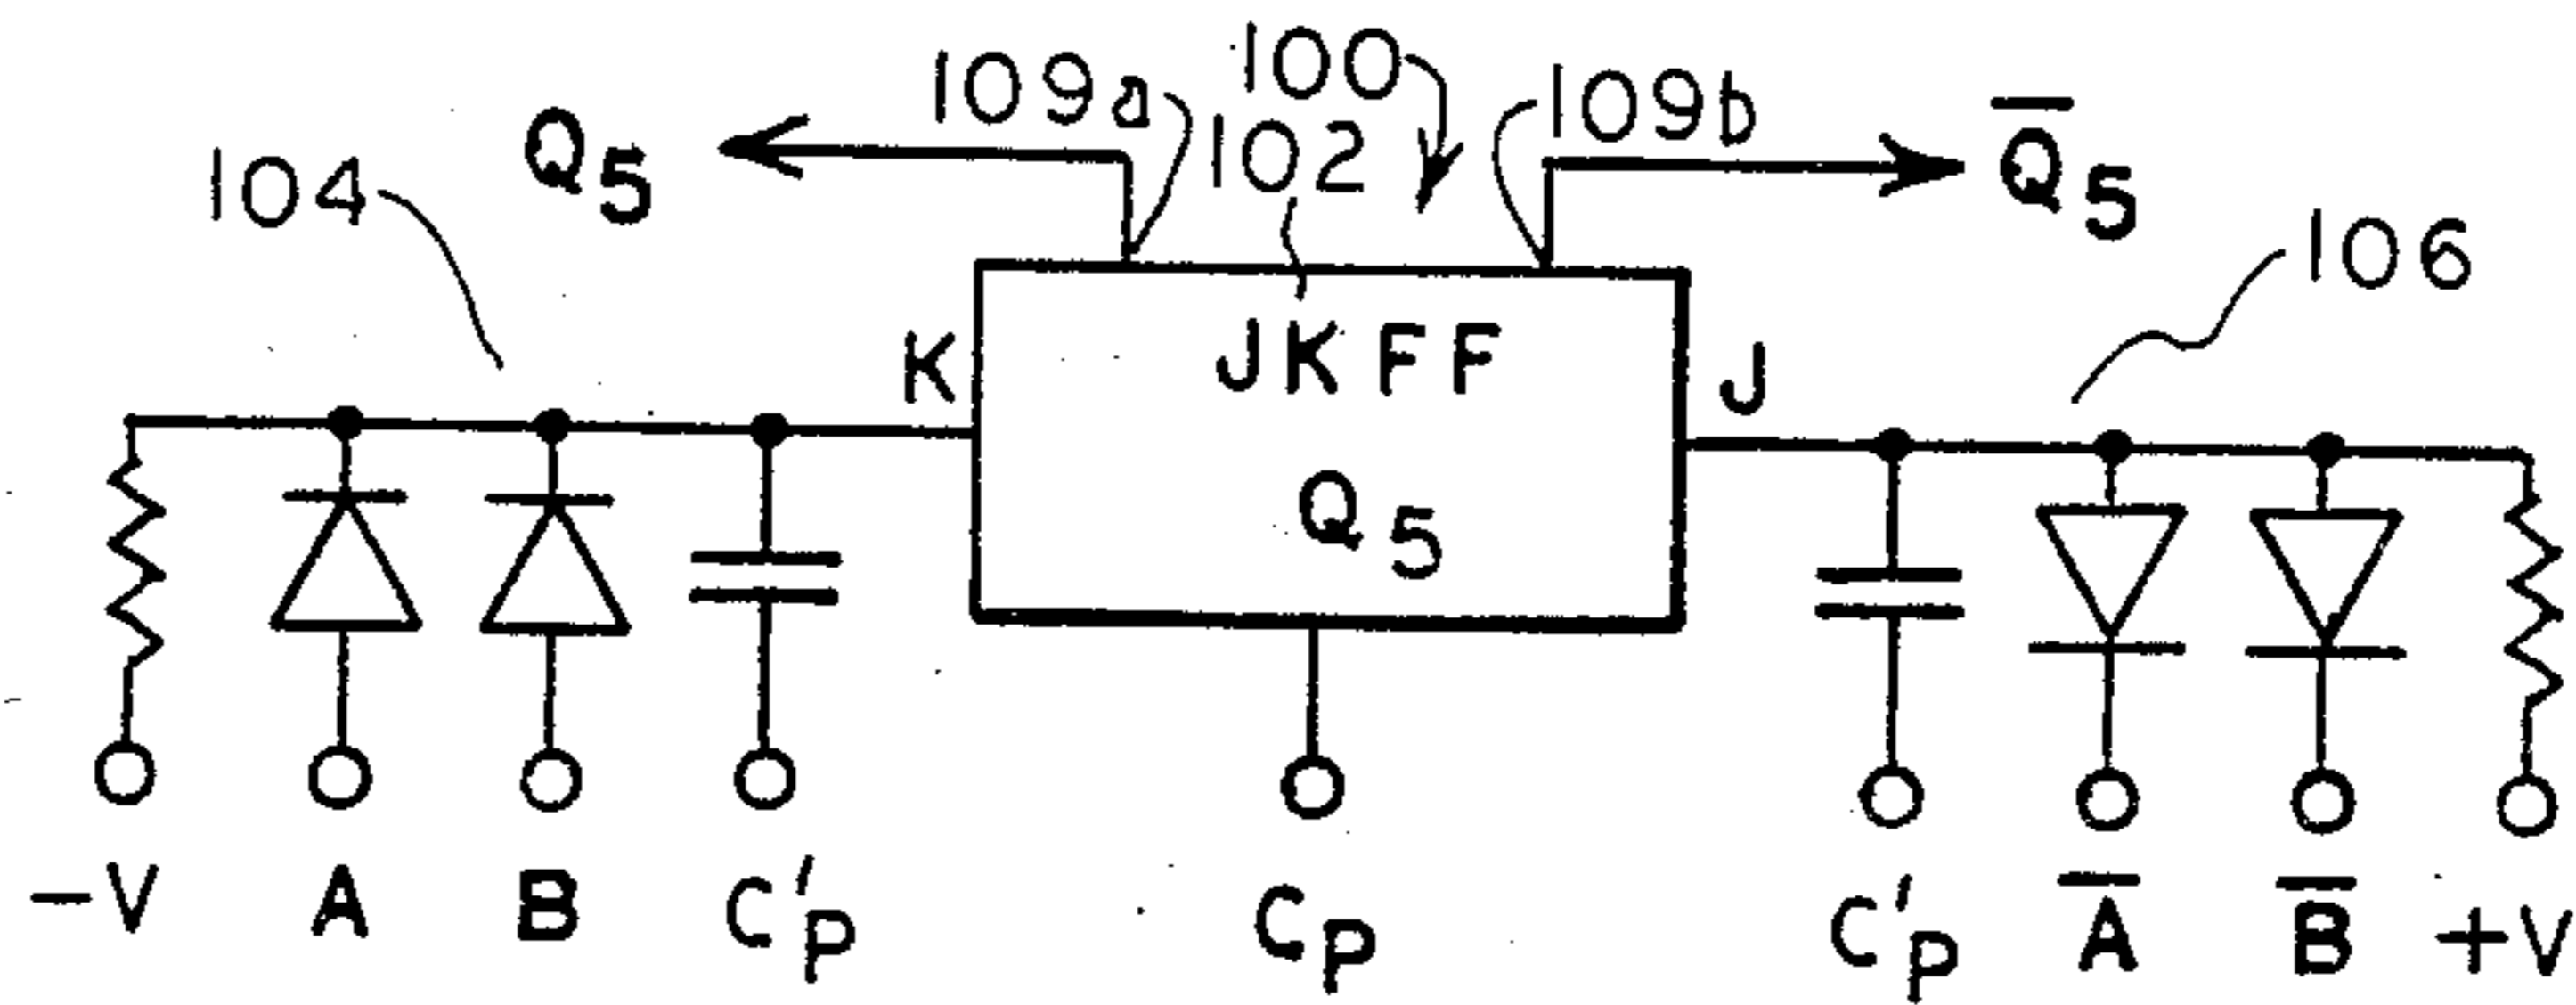 109a 100 109b
Q5 102 Q̅5
104 106
K JKFF J
Q5
-V A B C'P CP C'P A̅ B̅ +V